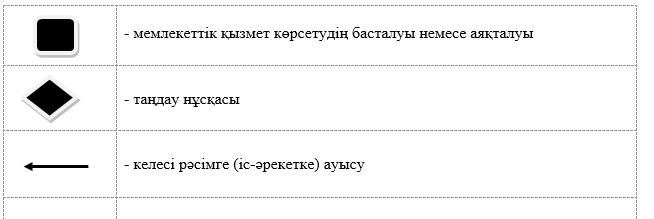 - мемлекеттік қызмет көрсетудің басталуы немесе аяқталуы
- таңдау нұсқасы
- келесі рәсімге (іс-әрекетке) ауысу